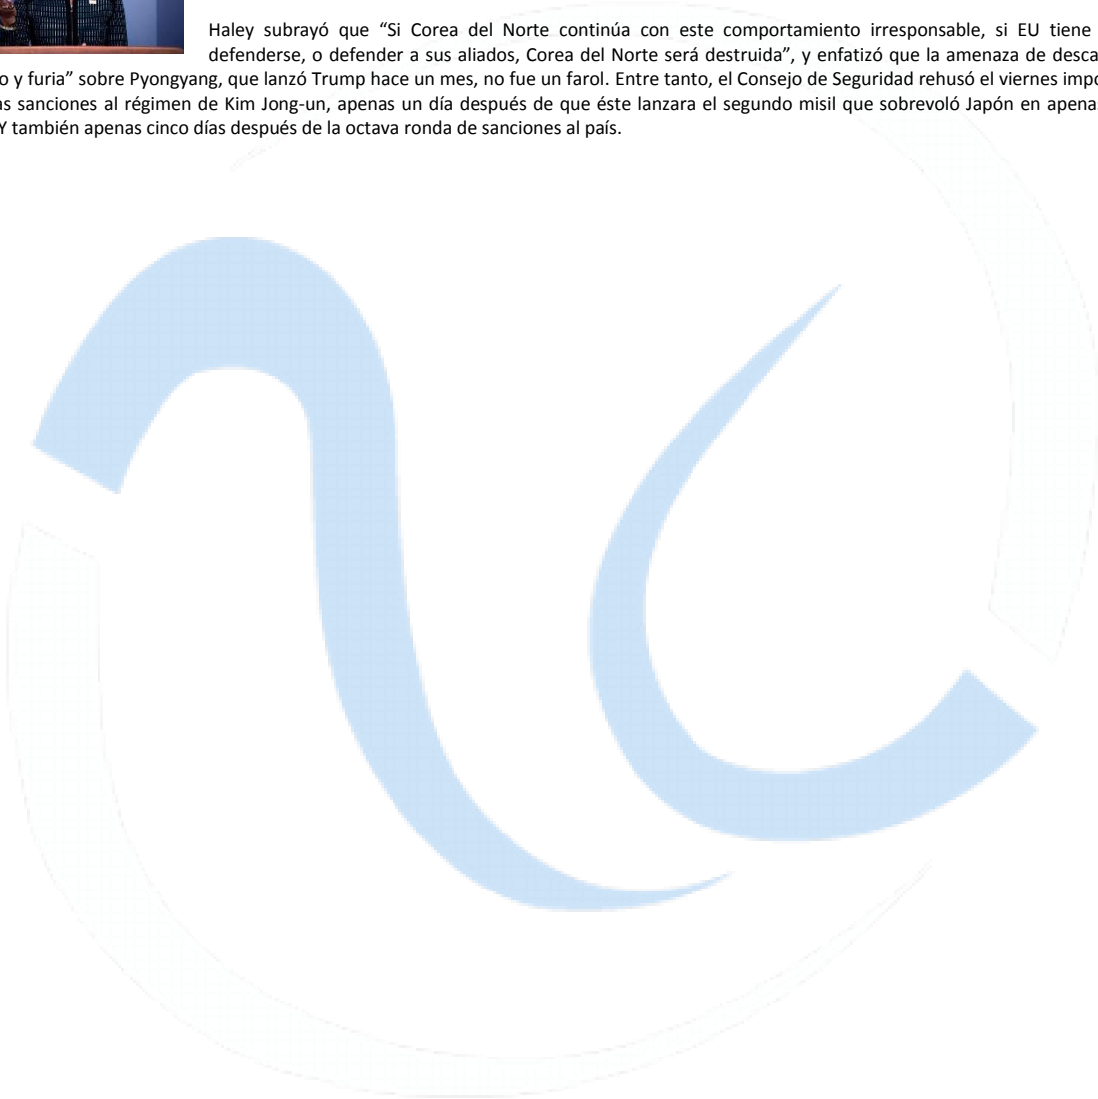 Haley subrayó que “Si Corea del Norte continúa con este comportamiento irresponsable, si EU tiene
defenderse, o defender a sus aliados, Corea del Norte será destruida”, y enfatizó que la amenaza de desca
o y furia” sobre Pyongyang, que lanzó Trump hace un mes, no fue un farol. Entre tanto, el Consejo de Seguridad rehusó el viernes impo
as sanciones al régimen de Kim Jong-un, apenas un día después de que éste lanzara el segundo misil que sobrevoló Japón en apenas
Y también apenas cinco días después de la octava ronda de sanciones al país.